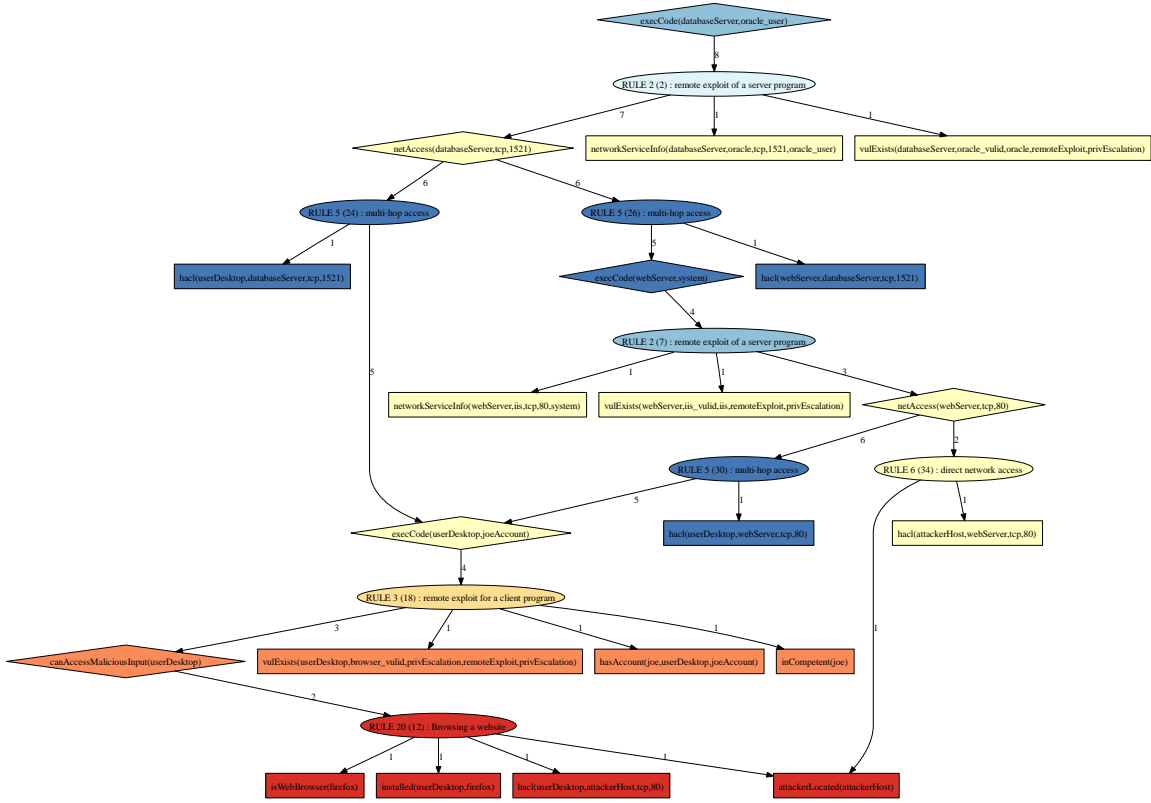 execCode(databaseServer,oracle_user)
8
RULE 2 (2) : remote exploit of a server program
7
1
1
netAccess(databaseServer,tcp,1521)
networkServiceInfo(databaseServer,oracle,tcp,1521,oracle_user)
vulExists(databaseServer,oracle_vulid,oracle,remoteExploit,privEscalation)
6
6
RULE 5 (24) : multi-hop access
RULE 5 (26) : multi-hop access
1
5
1
hacl(userDesktop,databaseServer,tcp,1521)
execCode(webServer,system)
hacl(webServer,databaseServer,tcp,1521)
4
RULE 2 (7) : remote exploit of a server program
5
1
1
3
networkServiceInfo(webServer,iis,tcp,80,system)
vulExists(webServer,iis_vulid,iis,remoteExploit,privEscalation)
netAccess(webServer,tcp,80)
6
2
RULE 5 (30) : multi-hop access
RULE 6 (34) : direct network access
5
1
1
execCode(userDesktop,joeAccount)
hacl(userDesktop,webServer,tcp,80)
hacl(attackerHost,webServer,tcp,80)
4
RULE 3 (18) : remote exploit for a client program
3
1
1
1
1
canAccessMaliciousInput(userDesktop)
vulExists(userDesktop,browser_vulid,privEscalation,remoteExploit,privEscalation)
hasAccount(joe,userDesktop,joeAccount)
inCompetent(joe)
2
RULE 20 (12) : Browsing a website
1
1
1
1
isWebBrowser(firefox)
installed(userDesktop,firefox)
hacl(userDesktop,attackerHost,tcp,80)
attackerLocated(attackerHost)